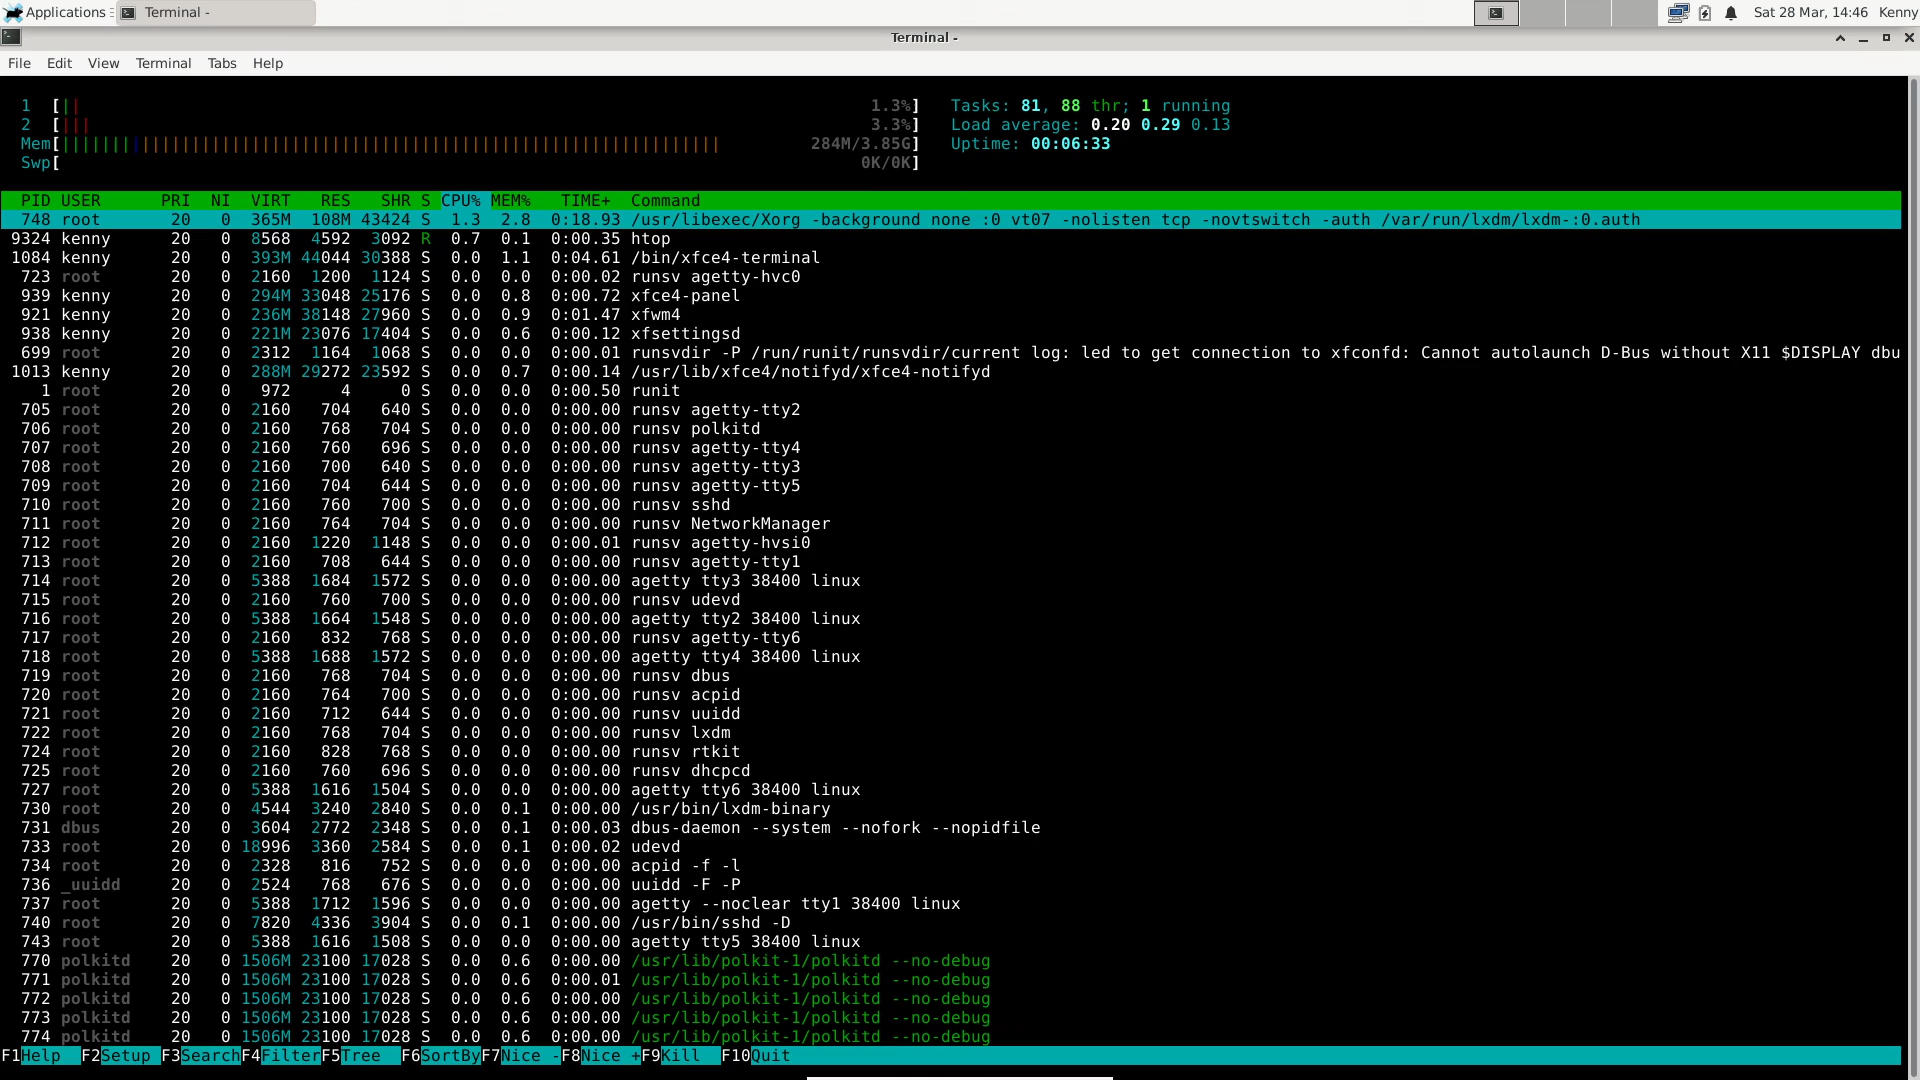 Applications Terminal - Sat 28 Mar, 14:46 Kenny
Terminal -
File Edit View Terminal Tabs Help
1 [|| 1.3%] Tasks: 81, 88 thr; 1 running
2 [||| 3.3%] Load average: 0.20 0.29 0.13
Mem[|||||||||||||||||||||||||||||||||||||||||||||||||||||||||||||||||| 284M/3.85G] Uptime: 00:06:33
Swp[ 0K/0K]
PID USER PRI NI VIRT RES SHR S CPU% MEM% TIME+ Command
748 root 20 0 365M 108M 43424 S 1.3 2.8 0:18.93 /usr/libexec/Xorg -background none :0 vt07 -nolisten tcp -novtswitch -auth /var/run/lxdm/lxdm-:0.auth
9324 kenny 20 0 8568 4592 3092 R 0.7 0.1 0:00.35 htop
1084 kenny 20 0 393M 44044 30388 S 0.0 1.1 0:04.61 /bin/xfce4-terminal
723 root 20 0 2160 1200 1124 S 0.0 0.0 0:00.02 runsv agetty-hvc0
939 kenny 20 0 294M 33048 25176 S 0.0 0.8 0:00.72 xfce4-panel
921 kenny 20 0 236M 38148 27960 S 0.0 0.9 0:01.47 xfwm4
938 kenny 20 0 221M 23076 17404 S 0.0 0.6 0:00.12 xfsettingsd
699 root 20 0 2312 1164 1068 S 0.0 0.0 0:00.01 runsvdir -P /run/runit/runsvdir/current log: led to get connection to xfconfd: Cannot autolaunch D-Bus without X11 $DISPLAY dbu
1013 kenny 20 0 288M 29272 23592 S 0.0 0.7 0:00.14 /usr/lib/xfce4/notifyd/xfce4-notifyd
1 root 20 0 972 4 0 S 0.0 0.0 0:00.50 runit
705 root 20 0 2160 704 640 S 0.0 0.0 0:00.00 runsv agetty-tty2
706 root 20 0 2160 768 704 S 0.0 0.0 0:00.00 runsv polkitd
707 root 20 0 2160 760 696 S 0.0 0.0 0:00.00 runsv agetty-tty4
708 root 20 0 2160 700 640 S 0.0 0.0 0:00.00 runsv agetty-tty3
709 root 20 0 2160 704 644 S 0.0 0.0 0:00.00 runsv agetty-tty5
710 root 20 0 2160 760 700 S 0.0 0.0 0:00.00 runsv sshd
711 root 20 0 2160 764 704 S 0.0 0.0 0:00.00 runsv NetworkManager
712 root 20 0 2160 1220 1148 S 0.0 0.0 0:00.01 runsv agetty-hvsi0
713 root 20 0 2160 708 644 S 0.0 0.0 0:00.00 runsv agetty-tty1
714 root 20 0 5388 1684 1572 S 0.0 0.0 0:00.00 agetty tty3 38400 linux
715 root 20 0 2160 760 700 S 0.0 0.0 0:00.00 runsv udevd
716 root 20 0 5388 1664 1548 S 0.0 0.0 0:00.00 agetty tty2 38400 linux
717 root 20 0 2160 832 768 S 0.0 0.0 0:00.00 runsv agetty-tty6
718 root 20 0 5388 1688 1572 S 0.0 0.0 0:00.00 agetty tty4 38400 linux
719 root 20 0 2160 768 704 S 0.0 0.0 0:00.00 runsv dbus
720 root 20 0 2160 764 700 S 0.0 0.0 0:00.00 runsv acpid
721 root 20 0 2160 712 644 S 0.0 0.0 0:00.00 runsv uuidd
722 root 20 0 2160 768 704 S 0.0 0.0 0:00.00 runsv lxdm
724 root 20 0 2160 828 768 S 0.0 0.0 0:00.00 runsv rtkit
725 root 20 0 2160 760 696 S 0.0 0.0 0:00.00 runsv dhcpcd
727 root 20 0 5388 1616 1504 S 0.0 0.0 0:00.00 agetty tty6 38400 linux
730 root 20 0 4544 3240 2840 S 0.0 0.1 0:00.00 /usr/bin/lxdm-binary
731 dbus 20 0 3604 2772 2348 S 0.0 0.1 0:00.03 dbus-daemon --system --nofork --nopidfile
733 root 20 0 18996 3360 2584 S 0.0 0.1 0:00.02 udevd
734 root 20 0 2328 816 752 S 0.0 0.0 0:00.00 acpid -f -l
736 _uuidd 20 0 2524 768 676 S 0.0 0.0 0:00.00 uuidd -F -P
737 root 20 0 5388 1712 1596 S 0.0 0.0 0:00.00 agetty --noclear tty1 38400 linux
740 root 20 0 7820 4336 3904 S 0.0 0.1 0:00.00 /usr/bin/sshd -D
743 root 20 0 5388 1616 1508 S 0.0 0.0 0:00.00 agetty tty5 38400 linux
770 polkitd 20 0 1506M 23100 17028 S 0.0 0.6 0:00.00 /usr/lib/polkit-1/polkitd --no-debug
771 polkitd 20 0 1506M 23100 17028 S 0.0 0.6 0:00.01 /usr/lib/polkit-1/polkitd --no-debug
772 polkitd 20 0 1506M 23100 17028 S 0.0 0.6 0:00.00 /usr/lib/polkit-1/polkitd --no-debug
773 polkitd 20 0 1506M 23100 17028 S 0.0 0.6 0:00.00 /usr/lib/polkit-1/polkitd --no-debug
774 polkitd 20 0 1506M 23100 17028 S 0.0 0.6 0:00.00 /usr/lib/polkit-1/polkitd --no-debug
F1Help F2Setup F3SearchF4FilterF5Tree F6SortByF7Nice -F8Nice +F9Kill F10Quit